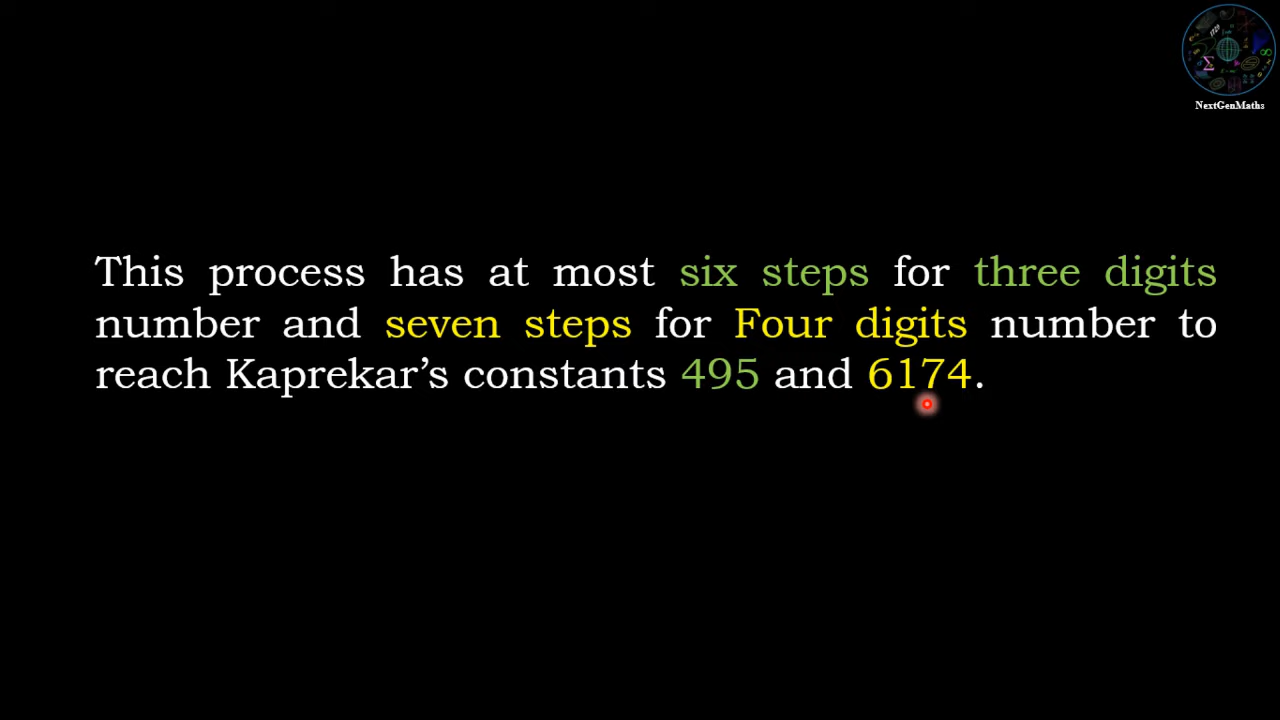 NextGenMaths
This process has at most six steps for three digits
number and seven steps for Four digits number to
reach Kaprekar’s constants 495 and 6174.